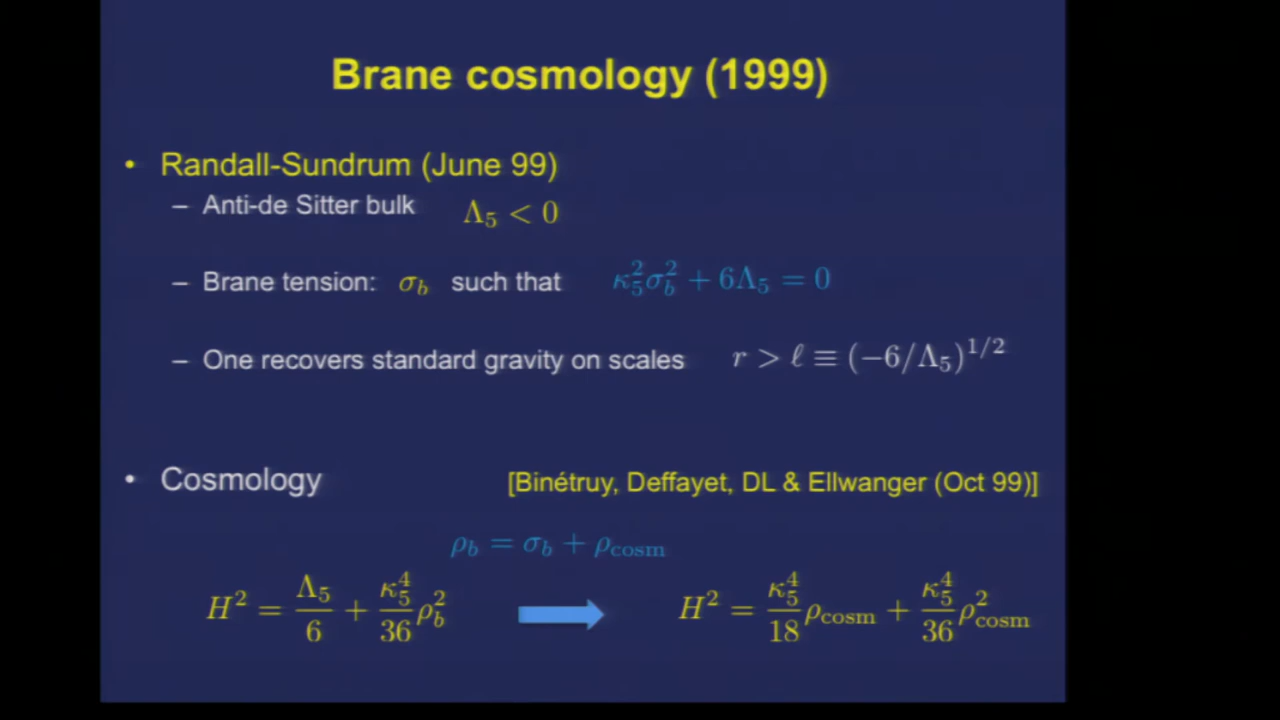 Brane cosmology (1999)
• Randall-Sundrum (June 99)
– Anti-de Sitter bulk Λ₅ < 0
– Brane tension: σ_b such that κ₅²σ_b² + 6Λ₅ = 0
– One recovers standard gravity on scales r > ℓ ≡ (−6/Λ₅)^{1/2}
• Cosmology [Binétruy, Deffayet, DL & Ellwanger (Oct 99)]
ρ_b = σ_b + ρ_cosm
H² = Λ₅/6 + κ₅⁴/36 ρ_b² H² = κ₅⁴/18 ρ_cosm + κ₅⁴/36 ρ²_cosm